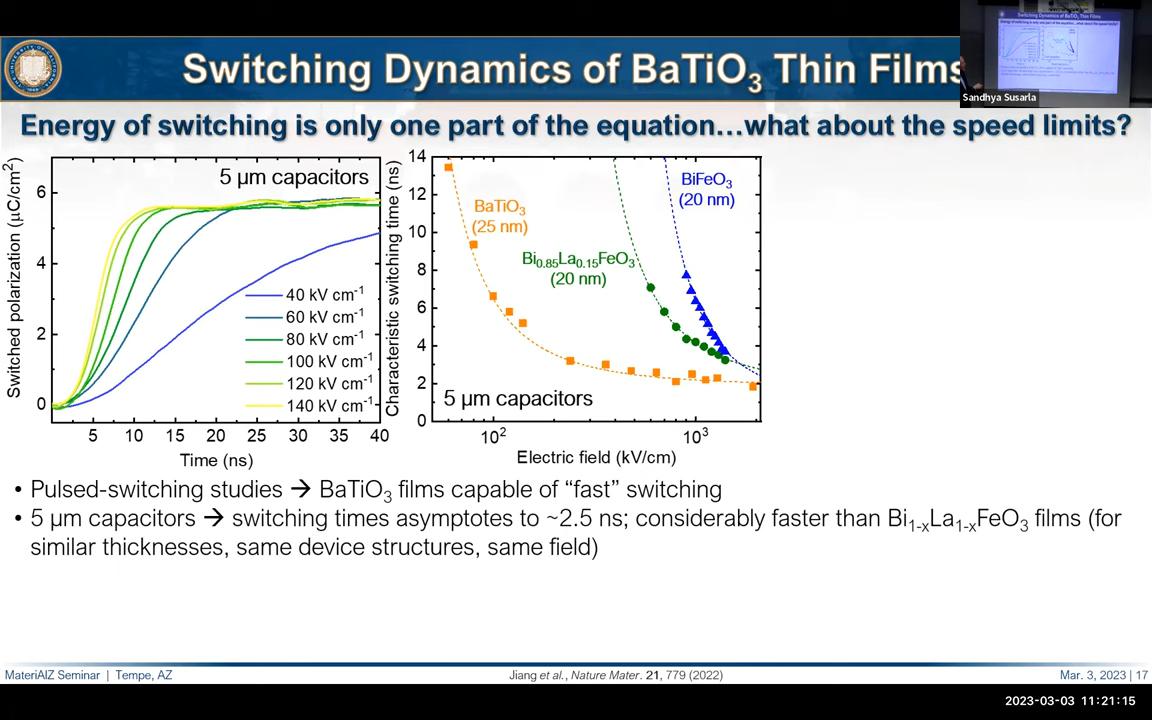 Switching Dynamics of BaTiO₃ Thin Films
Sandhya Susarla
Energy of switching is only one part of the equation…what about the speed limits?
Switched polarization (μC/cm²)
6
4
2
0
5 μm capacitors
40 kV cm⁻¹
60 kV cm⁻¹
80 kV cm⁻¹
100 kV cm⁻¹
120 kV cm⁻¹
140 kV cm⁻¹
5 10 15 20 25 30 35 40
Time (ns)
Characteristic switching time (ns)
14
12
10
8
6
4
2
0
BaTiO₃
(25 nm)
Bi₀.₈₅La₀.₁₅FeO₃
(20 nm)
BiFeO₃
(20 nm)
5 μm capacitors
10² 10³
Electric field (kV/cm)
• Pulsed-switching studies → BaTiO₃ films capable of “fast” switching
• 5 μm capacitors → switching times asymptotes to ~2.5 ns; considerably faster than Bi₁₋ₓLa₁₋ₓFeO₃ films (for
similar thicknesses, same device structures, same field)
MateriAlZ Seminar | Tempe, AZ
Jiang et al., Nature Mater. 21, 779 (2022)
Mar. 3, 2023 | 17
2023-03-03 11:21:15